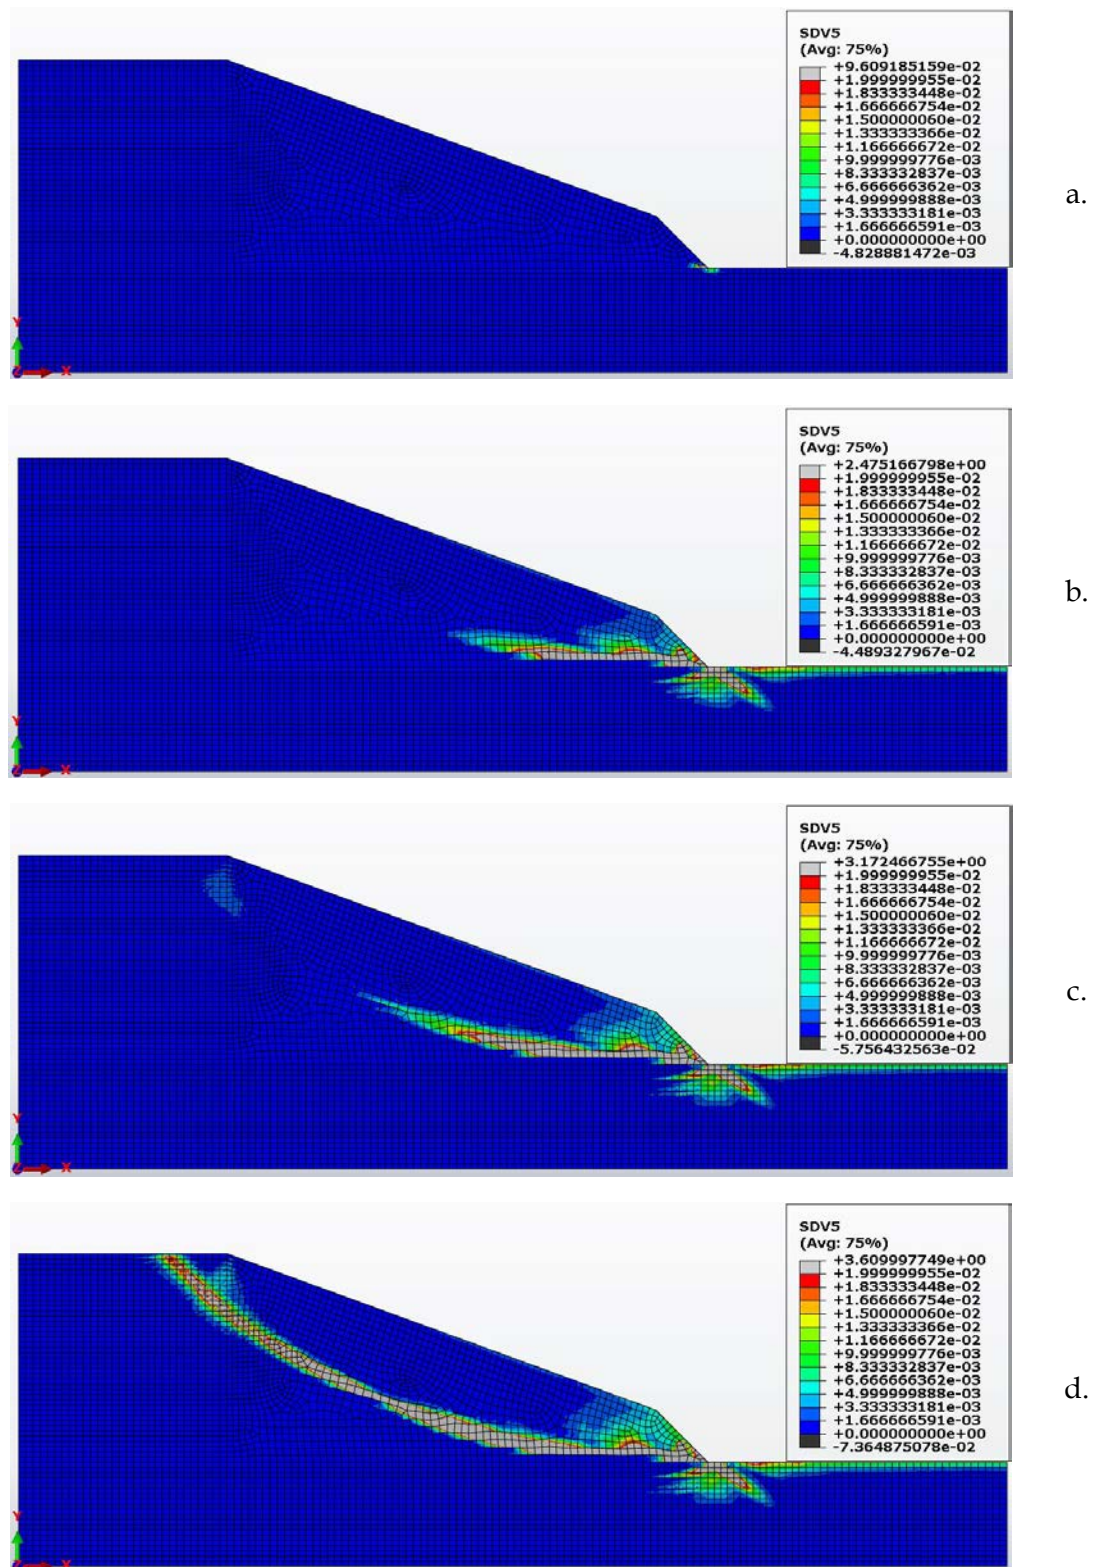 SDV5
(Avg: 75%)
+9.609185159e-02
+1.999999955e-02
+1.833333448e-02
+1.666666754e-02
+1.500000060e-02
+1.333333366e-02
+1.166666672e-02
+9.999999776e-03
+8.333332837e-03
+6.666666362e-03
+4.999999888e-03
+3.333333181e-03
+1.666666591e-03
+0.000000000e+00
-4.828881472e-03
a.
Y
Z
X
SDV5
(Avg: 75%)
+2.475166798e+00
+1.999999955e-02
+1.833333448e-02
+1.666666754e-02
+1.500000060e-02
+1.333333366e-02
+1.166666672e-02
+9.999999776e-03
+8.333332837e-03
+6.666666362e-03
+4.999999888e-03
+3.333333181e-03
+1.666666591e-03
+0.000000000e+00
-4.489327967e-02
b.
Y
Z
X
SDV5
(Avg: 75%)
+3.172466755e+00
+1.999999955e-02
+1.833333448e-02
+1.666666754e-02
+1.500000060e-02
+1.333333366e-02
+1.166666672e-02
+9.999999776e-03
+8.333332837e-03
+6.666666362e-03
+4.999999888e-03
+3.333333181e-03
+1.666666591e-03
+0.000000000e+00
-5.756432563e-02
c.
Y
Z
X
SDV5
(Avg: 75%)
+3.609997749e+00
+1.999999955e-02
+1.833333448e-02
+1.666666754e-02
+1.500000060e-02
+1.333333366e-02
+1.166666672e-02
+9.999999776e-03
+8.333332837e-03
+6.666666362e-03
+4.999999888e-03
+3.333333181e-03
+1.666666591e-03
+0.000000000e+00
-7.364875078e-02
d.
Y
Z
X